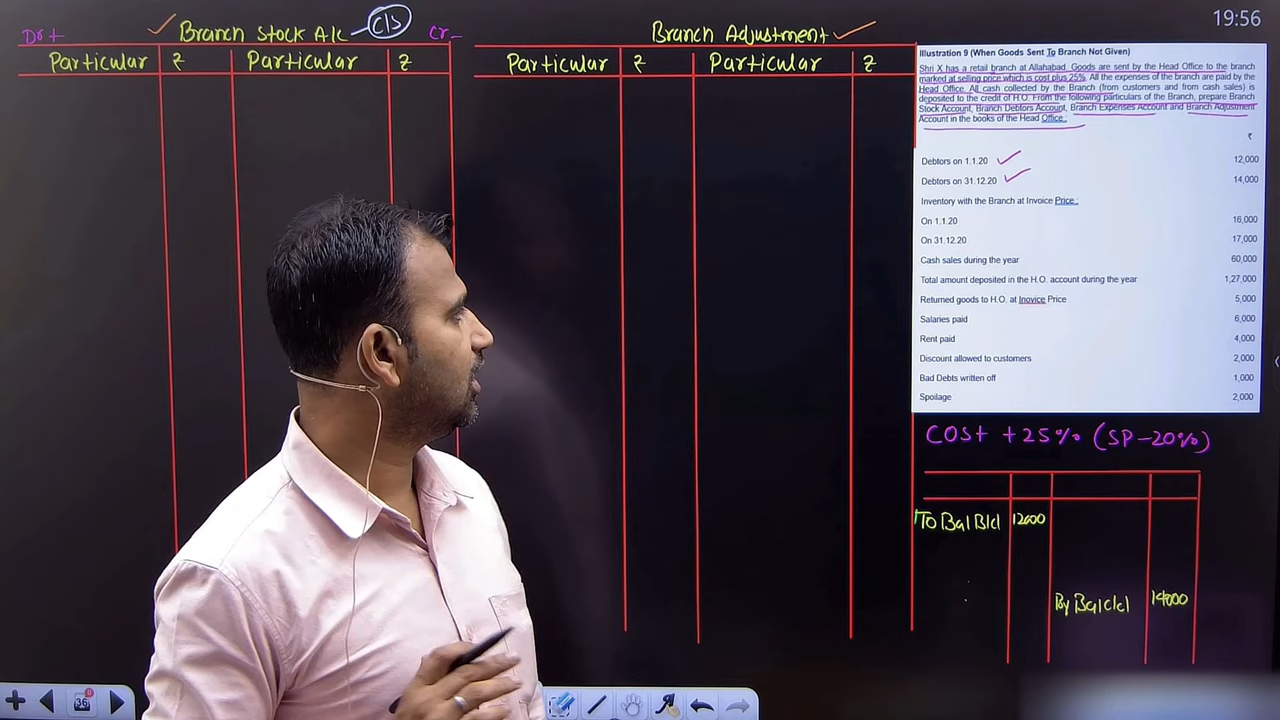 19:56
Dr+ Branch Stock A/c C/S Cr-
Particular ₹ Particular ₹
Branch Adjustment
Particular ₹ Particular ₹
Illustration 9 (When Goods Sent To Branch Not Given)
Shri X has a retail branch at Allahabad. Goods are sent by the Head Office to the branch
marked at selling price which is cost plus 25%. All the expenses of the branch are paid by the
Head Office. All cash collected by the Branch (from customers and from cash sales) is
deposited to the credit of H.O. From the following particulars of the Branch, prepare Branch
Stock Account, Branch Debtors Account, Branch Expenses Account and Branch Adjustment
Account in the books of the Head Office :
₹
Debtors on 1.1.20 12,000
Debtors on 31.12.20 14,000
Inventory with the Branch at Invoice Price :
On 1.1.20 16,000
On 31.12.20 17,000
Cash sales during the year 60,000
Total amount deposited in the H.O. account during the year 1,27,000
Returned goods to H.O. at Inovice Price 5,000
Salaries paid 6,000
Rent paid 4,000
Discount allowed to customers 2,000
Bad Debts written off 1,000
Spoilage 2,000
COST +25% (SP-20%)
To Bal B/d 12000
By Bal c/d 14000
36